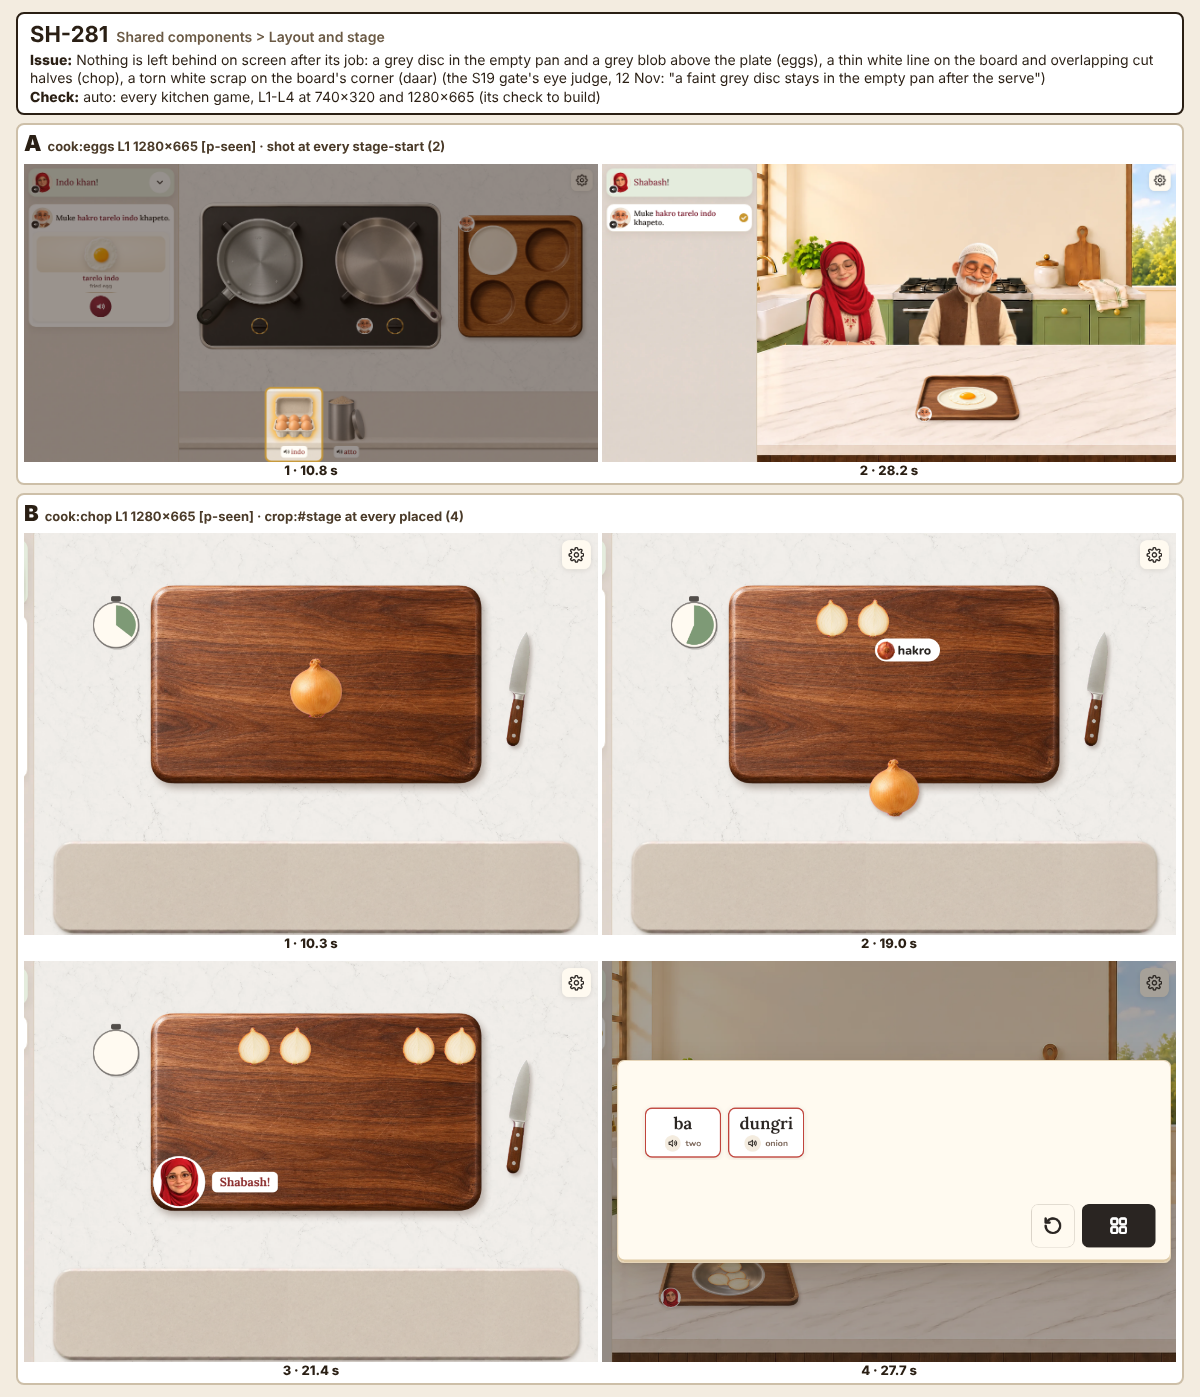 SH-281 Shared components > Layout and stage
Issue: Nothing is left behind on screen after its job: a grey disc in the empty pan and a grey blob above the plate (eggs), a thin white line on the board and overlapping cut
halves (chop), a torn white scrap on the board's corner (daar) (the S19 gate's eye judge, 12 Nov: "a faint grey disc stays in the empty pan after the serve")
Check: auto: every kitchen game, L1-L4 at 740×320 and 1280×665 (its check to build)
A cook:eggs L1 1280×665 [p-seen] · shot at every stage-start (2)
Indo khan!
Muke hakro tarelo indo khapeto.
tarelo indo
fried egg
indo
atto
1 · 10.8 s
Shabash!
Muke hakro tarelo indo
khapeto.
2 · 28.2 s
B cook:chop L1 1280×665 [p-seen] · crop:#stage at every placed (4)
1 · 10.3 s
hakro
2 · 19.0 s
Shabash!
3 · 21.4 s
ba
two
dungri
onion
4 · 27.7 s